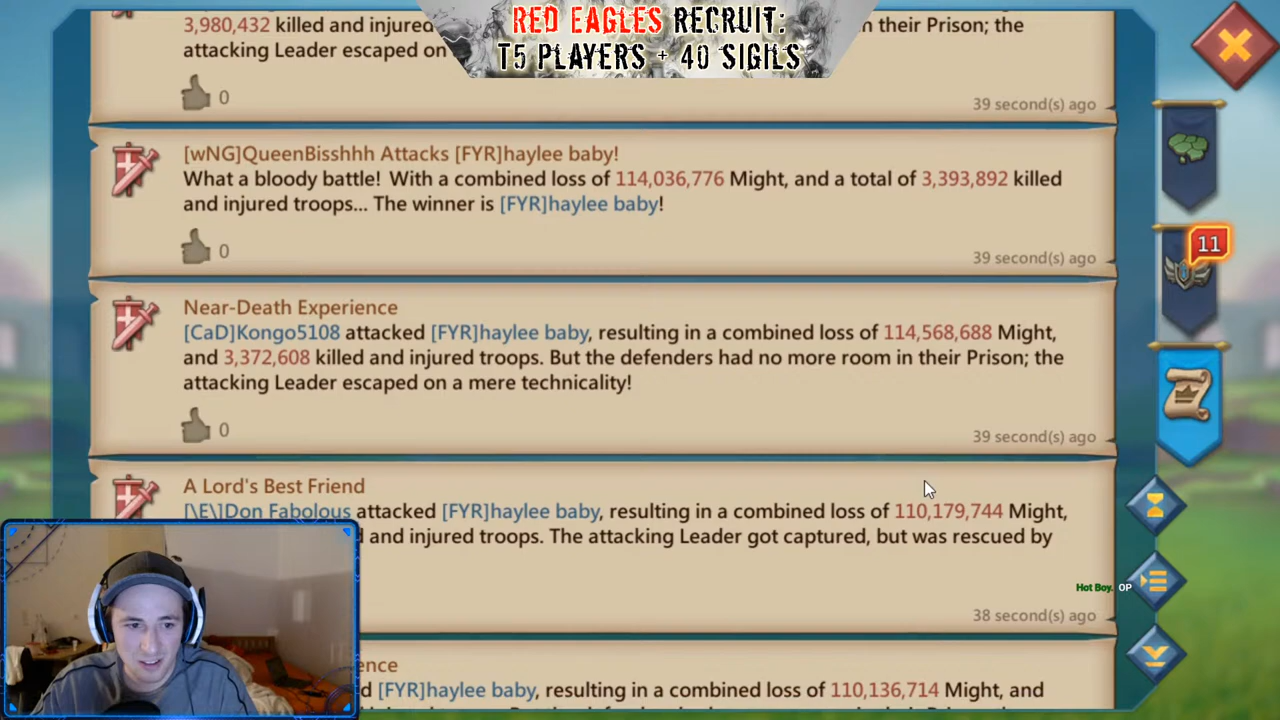 RED EAGLES RECRUIT:
T5 PLAYERS + 40 SIGILS
3,980,432 killed and injured
n their Prison; the
attacking Leader escaped on
0
39 second(s) ago
[wNG]QueenBisshhh Attacks [FYR]haylee baby!
What a bloody battle! With a combined loss of 114,036,776 Might, and a total of 3,393,892 killed
and injured troops... The winner is [FYR]haylee baby!
0
39 second(s) ago
11
Near-Death Experience
[CaD]Kongo5108 attacked [FYR]haylee baby, resulting in a combined loss of 114,568,688 Might,
and 3,372,608 killed and injured troops. But the defenders had no more room in their Prison; the
attacking Leader escaped on a mere technicality!
0
39 second(s) ago
A Lord's Best Friend
[\E\]Don Fabolous attacked [FYR]haylee baby, resulting in a combined loss of 110,179,744 Might,
and injured troops. The attacking Leader got captured, but was rescued by
Hot Boy. OP
38 second(s) ago
ence
d [FYR]haylee baby, resulting in a combined loss of 110,136,714 Might, and